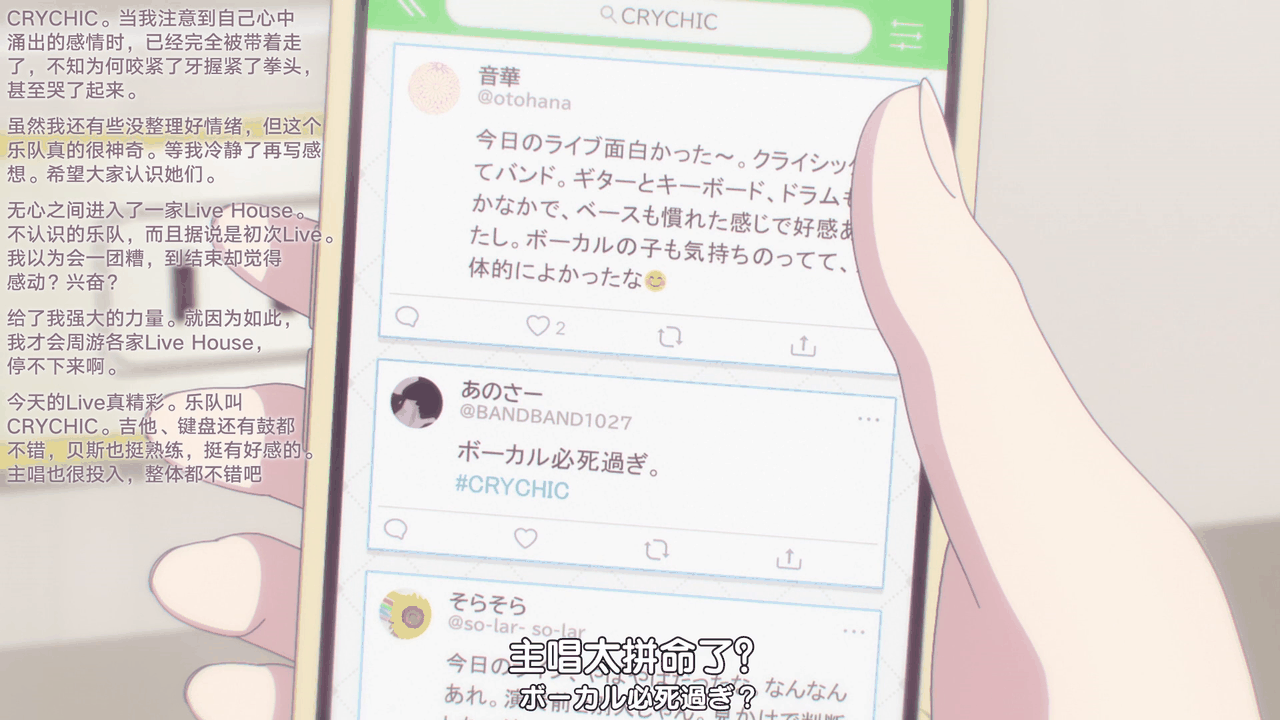 CRYCHIC。当我注意到自己心中
涌出的感情时，已经完全被带着走
了，不知为何咬紧了牙握紧了拳头，
甚至哭了起来。
虽然我还有些没整理好情绪，但这个
乐队真的很神奇。等我冷静了再写感
想。希望大家认识她们。
无心之间进入了一家Live House。
不认识的乐队，而且据说是初次Live。
我以为会一团糟，到结束却觉得
感动？兴奋？
给了我强大的力量。就因为如此，
我才会周游各家Live House，
停不下来啊。
今天的Live真精彩。乐队叫
CRYCHIC。吉他、键盘还有鼓都
不错，贝斯也挺熟练，挺有好感的。
主唱也很投入，整体都不错吧
CRYCHIC
音華
@otohana
今日のライブ面白かった～。クライシッ
てバンド。ギターとキーボード、ドラムも
かなかで、ベースも慣れた感じで好感あ
たし。ボーカルの子も気持ちのってて、
体的によかったな😊
2
あのさー
@BANDBAND1027
ボーカル必死過ぎ。
#CRYCHIC
そらそら
@so-lar- so-lar
今日の
なんなん
あれ。
主唱太拼命了？
ボーカル必死過ぎ？